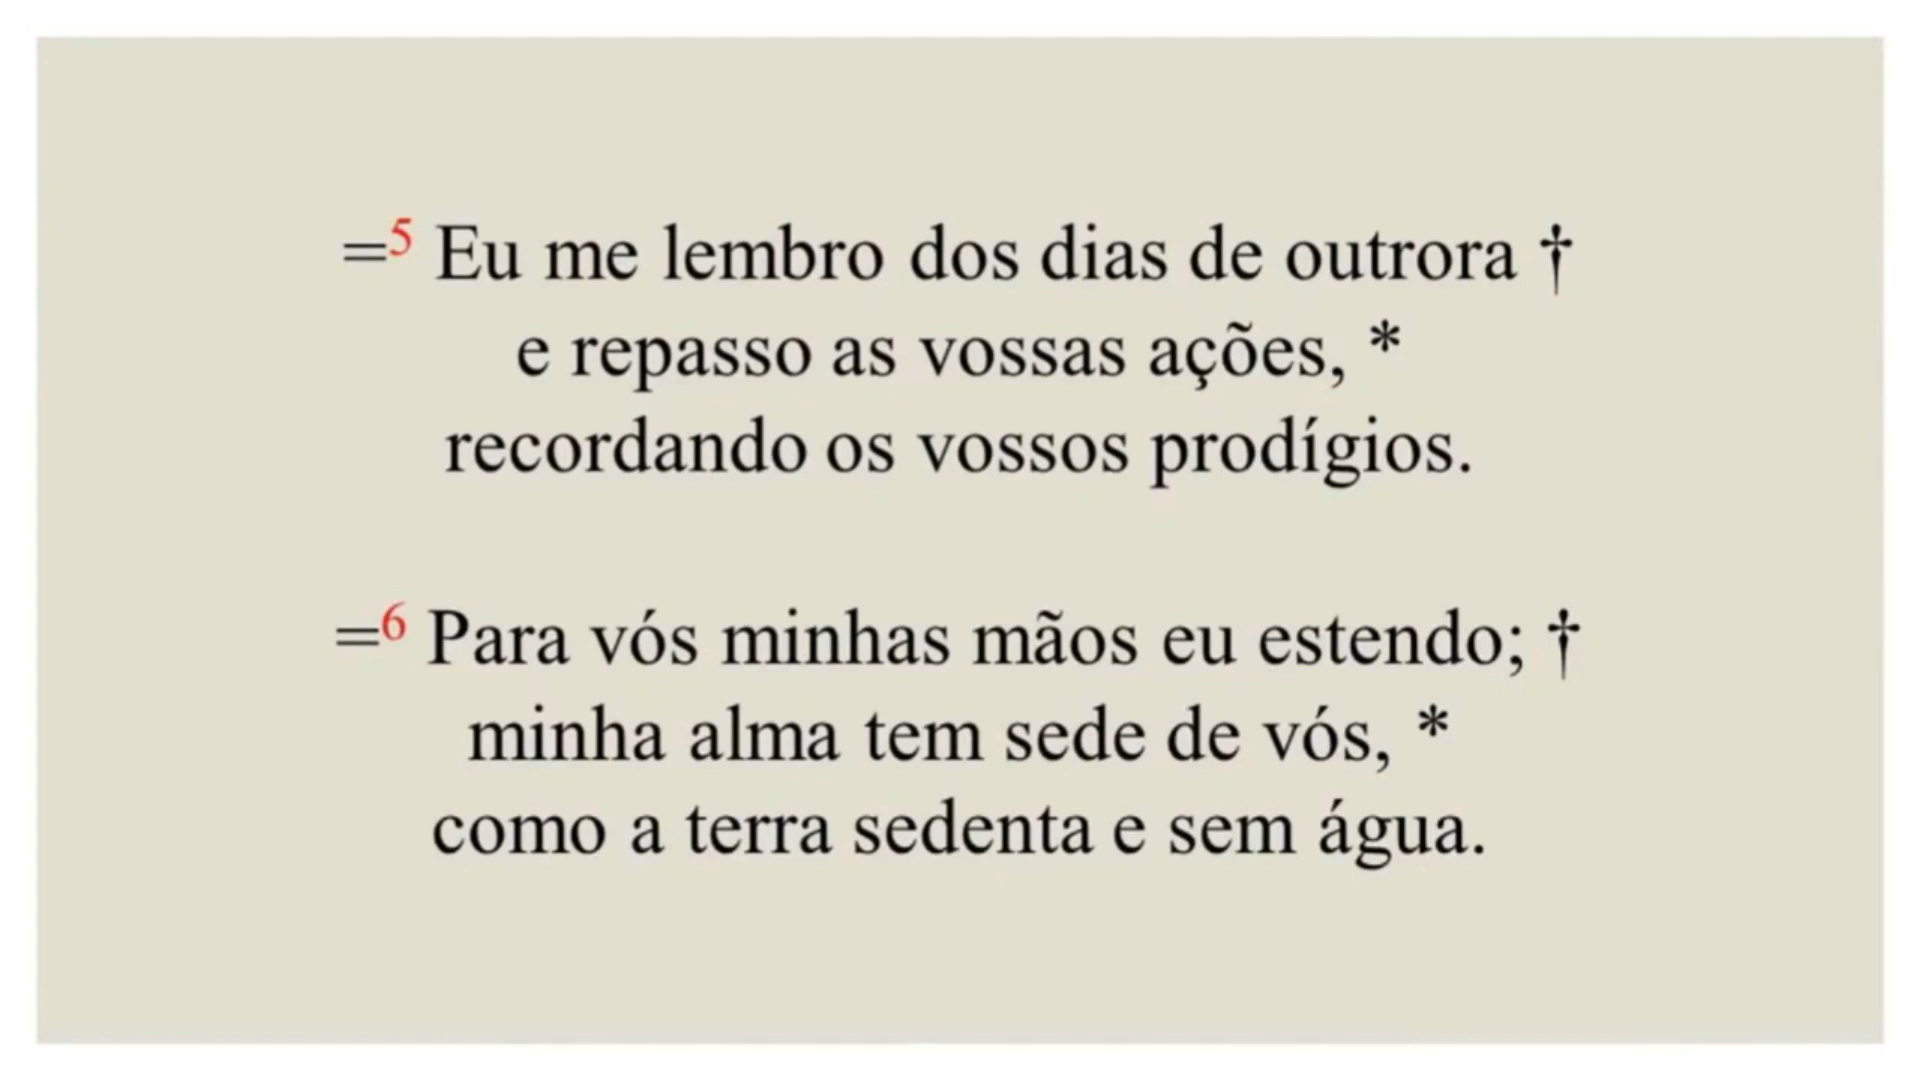 =5 Eu me lembro dos dias de outrora †
e repasso as vossas ações, *
recordando os vossos prodígios.
=6 Para vós minhas mãos eu estendo; †
minha alma tem sede de vós, *
como a terra sedenta e sem água.